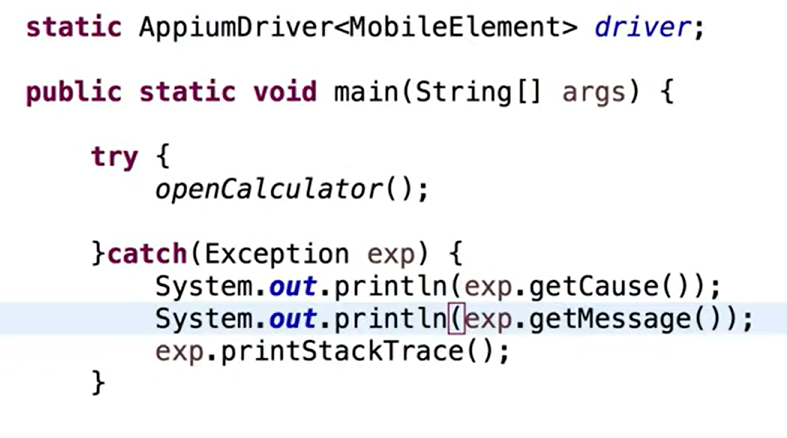 static AppiumDriver<MobileElement> driver;
public static void main(String[] args) {
try {
openCalculator();
}catch(Exception exp) {
System.out.println(exp.getCause());
System.out.println(exp.getMessage());
exp.printStackTrace();
}